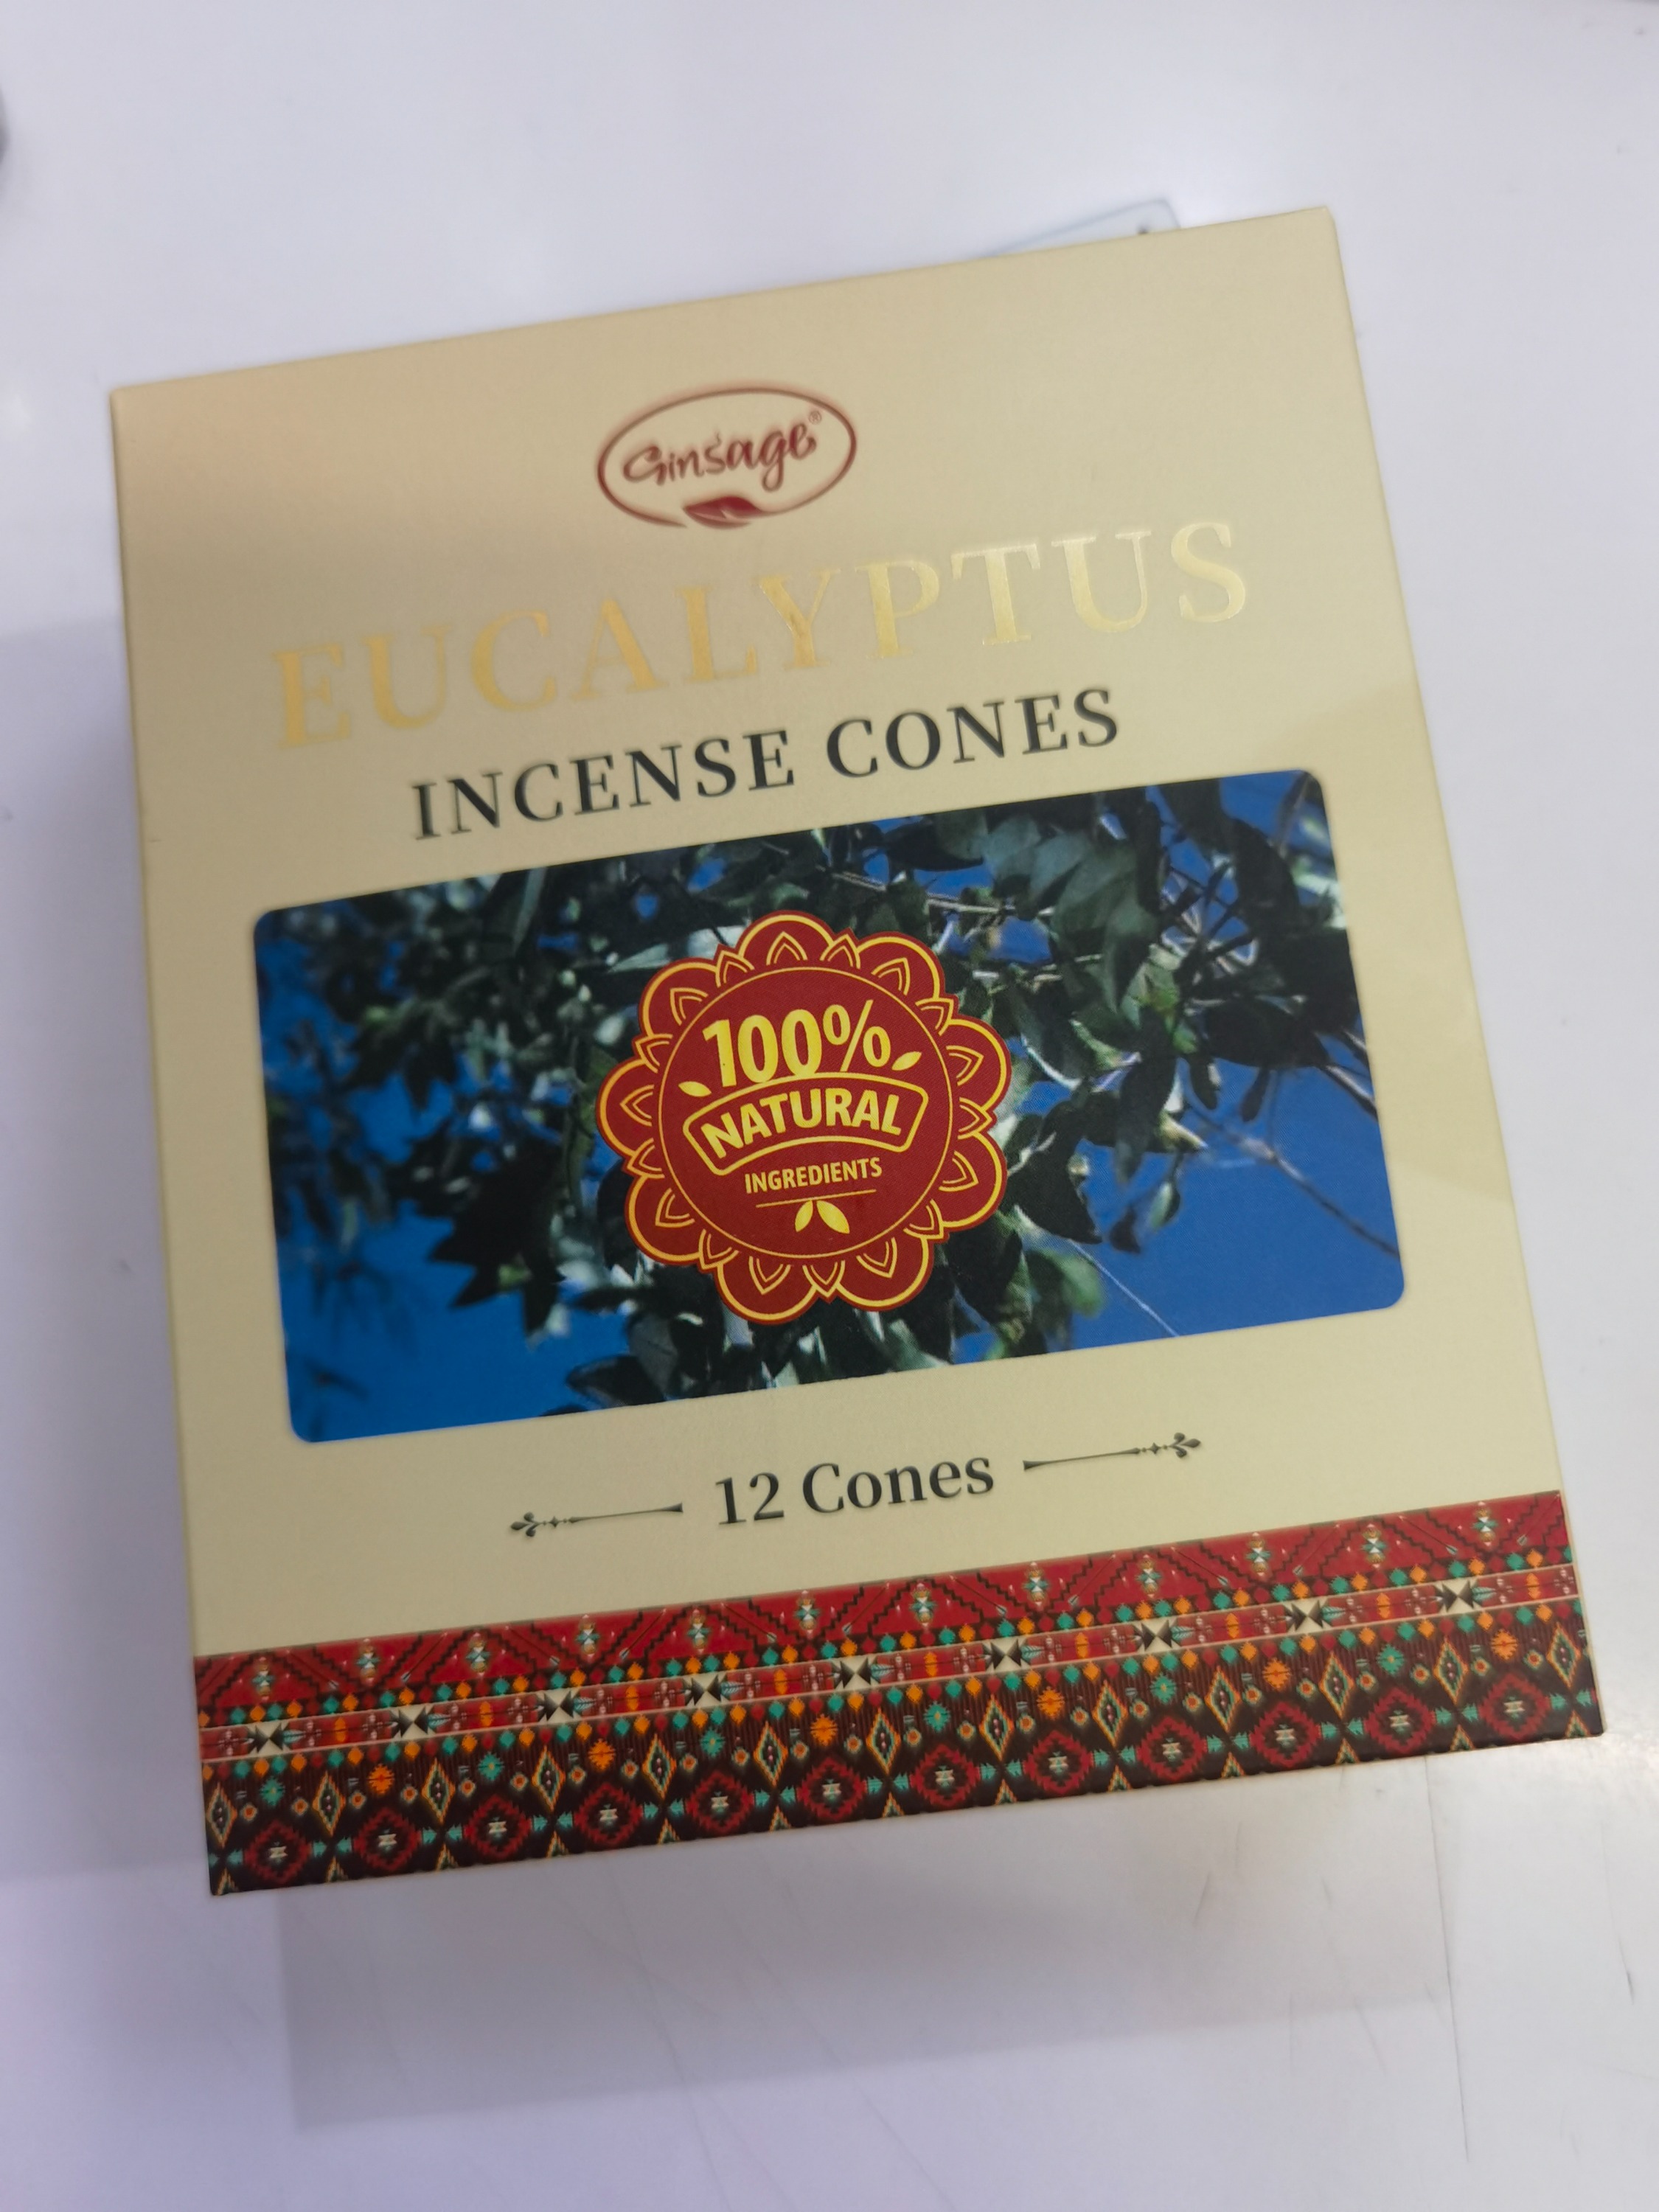 Ginsage®
EUCALYPTUS
INCENSE CONES
100%
NATURAL
INGREDIENTS
12 Cones